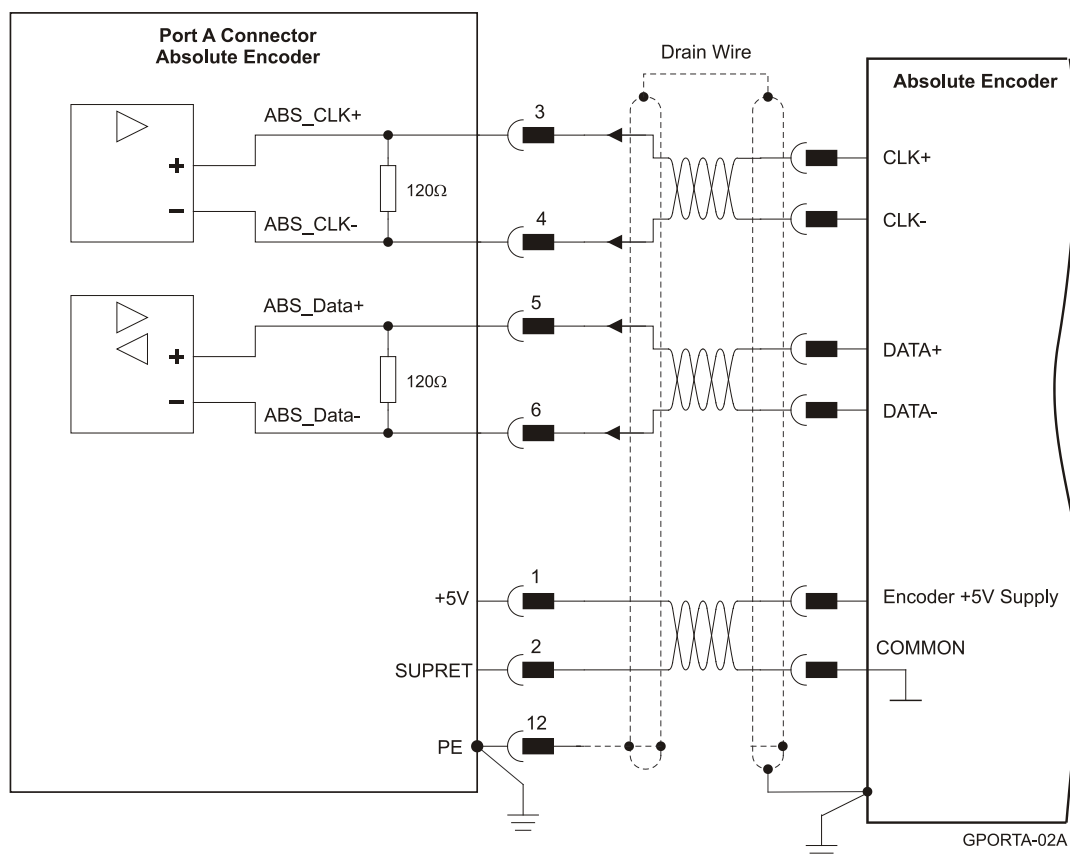 Port A Connector
Absolute Encoder
Drain Wire
Absolute Encoder
ABS_CLK+
3
+
CLK+
120Ω
-
ABS_CLK-
4
CLK-
ABS_Data+
5
+
DATA+
120Ω
-
ABS_Data-
6
DATA-
+5V
1
Encoder +5V Supply
SUPRET
2
COMMON
PE
12
GPORTA-02A